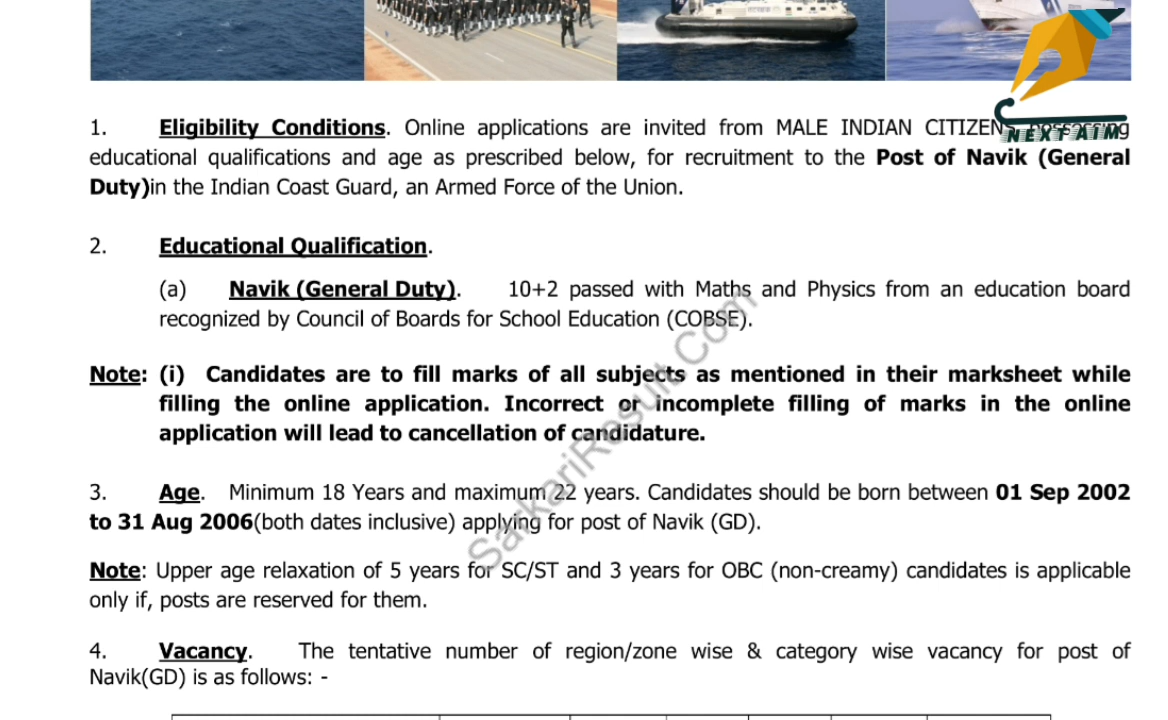 1. Eligibility Conditions. Online applications are invited from MALE INDIAN CITIZEN
NEXT AIM
educational qualifications and age as prescribed below, for recruitment to the Post of Navik (General
Duty)in the Indian Coast Guard, an Armed Force of the Union.
2. Educational Qualification.
(a) Navik (General Duty). 10+2 passed with Maths and Physics from an education board
recognized by Council of Boards for School Education (COBSE).
Note: (i) Candidates are to fill marks of all subjects as mentioned in their marksheet while
filling the online application. Incorrect or incomplete filling of marks in the online
application will lead to cancellation of candidature.
SarkariResult.Com
3. Age. Minimum 18 Years and maximum 22 years. Candidates should be born between 01 Sep 2002
to 31 Aug 2006(both dates inclusive) applying for post of Navik (GD).
Note: Upper age relaxation of 5 years for SC/ST and 3 years for OBC (non-creamy) candidates is applicable
only if, posts are reserved for them.
4. Vacancy. The tentative number of region/zone wise & category wise vacancy for post of
Navik(GD) is as follows: -